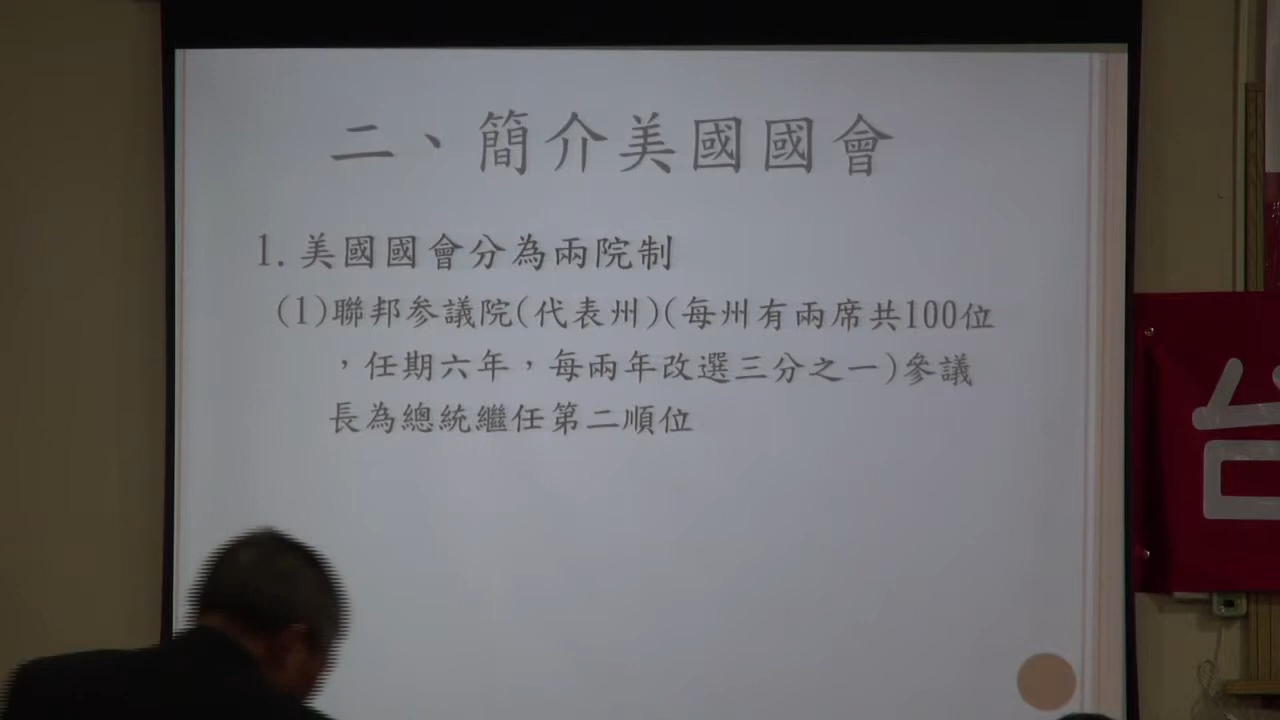 二、簡介美國國會
1. 美國國會分為兩院制
(1)聯邦參議院(代表州)(每州有兩席共100位
，任期六年，每兩年改選三分之一)參議
長為總統繼任第二順位
台